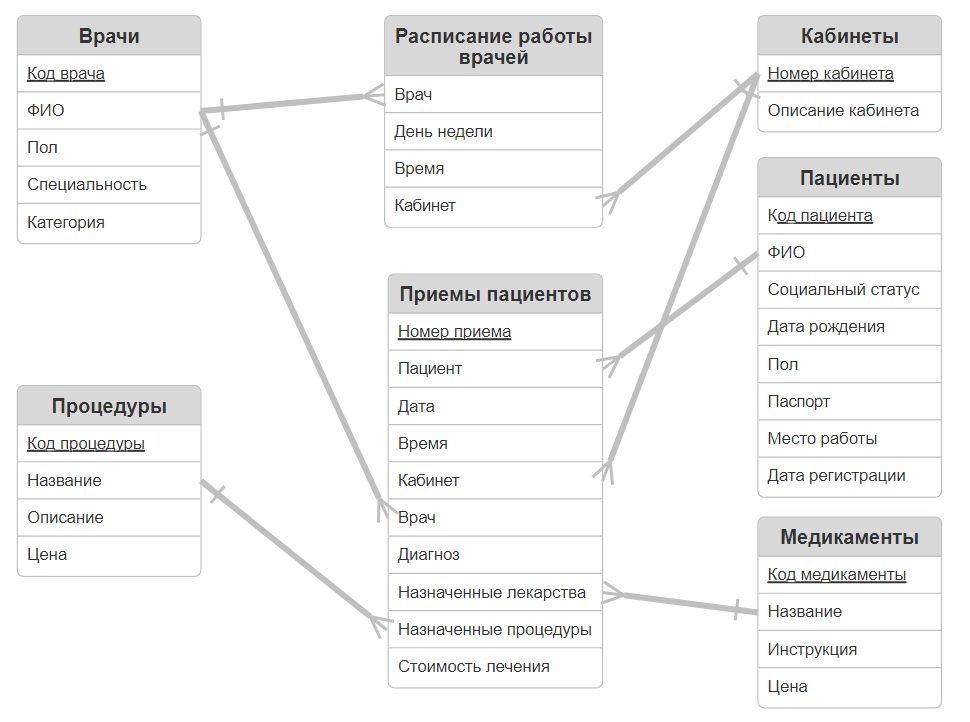 Врачи
Код врача
ФИО
Пол
Специальность
Категория
Расписание работы
врачей
Врач
День недели
Время
Кабинет
Кабинеты
Номер кабинета
Описание кабинета
Пациенты
Код пациента
ФИО
Социальный статус
Дата рождения
Пол
Паспорт
Место работы
Дата регистрации
Приемы пациентов
Номер приема
Пациент
Дата
Время
Кабинет
Врач
Диагноз
Назначенные лекарства
Назначенные процедуры
Стоимость лечения
Процедуры
Код процедуры
Название
Описание
Цена
Медикаменты
Код медикаменты
Название
Инструкция
Цена